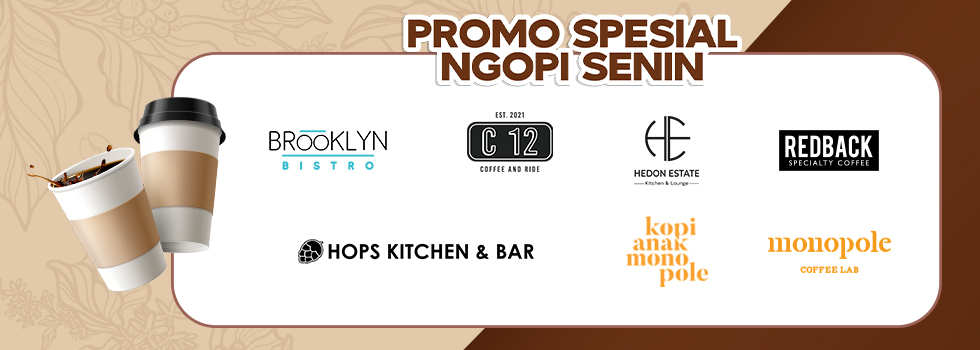 PROMO SPESIAL
NGOPI SENIN
BROOKLYN
BISTRO
EST. 2021
C 12
COFFEE AND RIDE
HE
HEDON ESTATE
Kitchen & Lounge
REDBACK
SPECIALTY COFFEE
HOPS KITCHEN & BAR
kopi
anak
mono
pole
monopole
COFFEE LAB